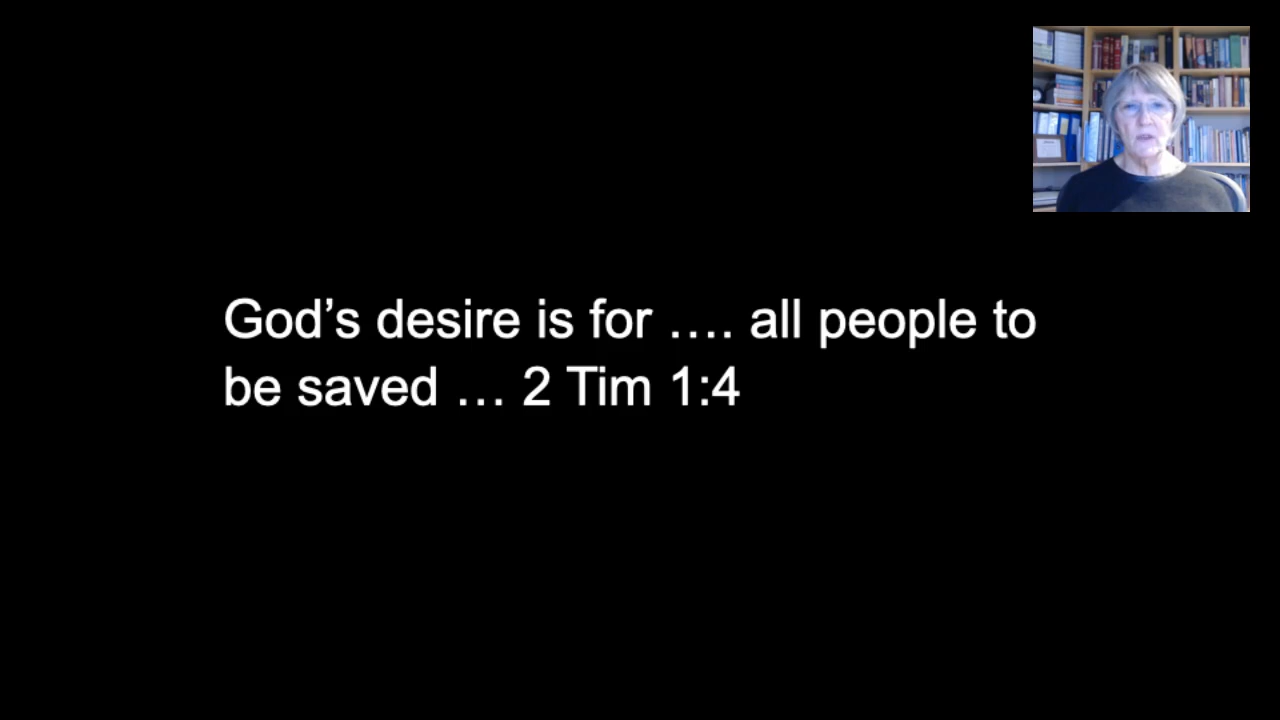 God’s desire is for …. all people to
be saved … 2 Tim 1:4